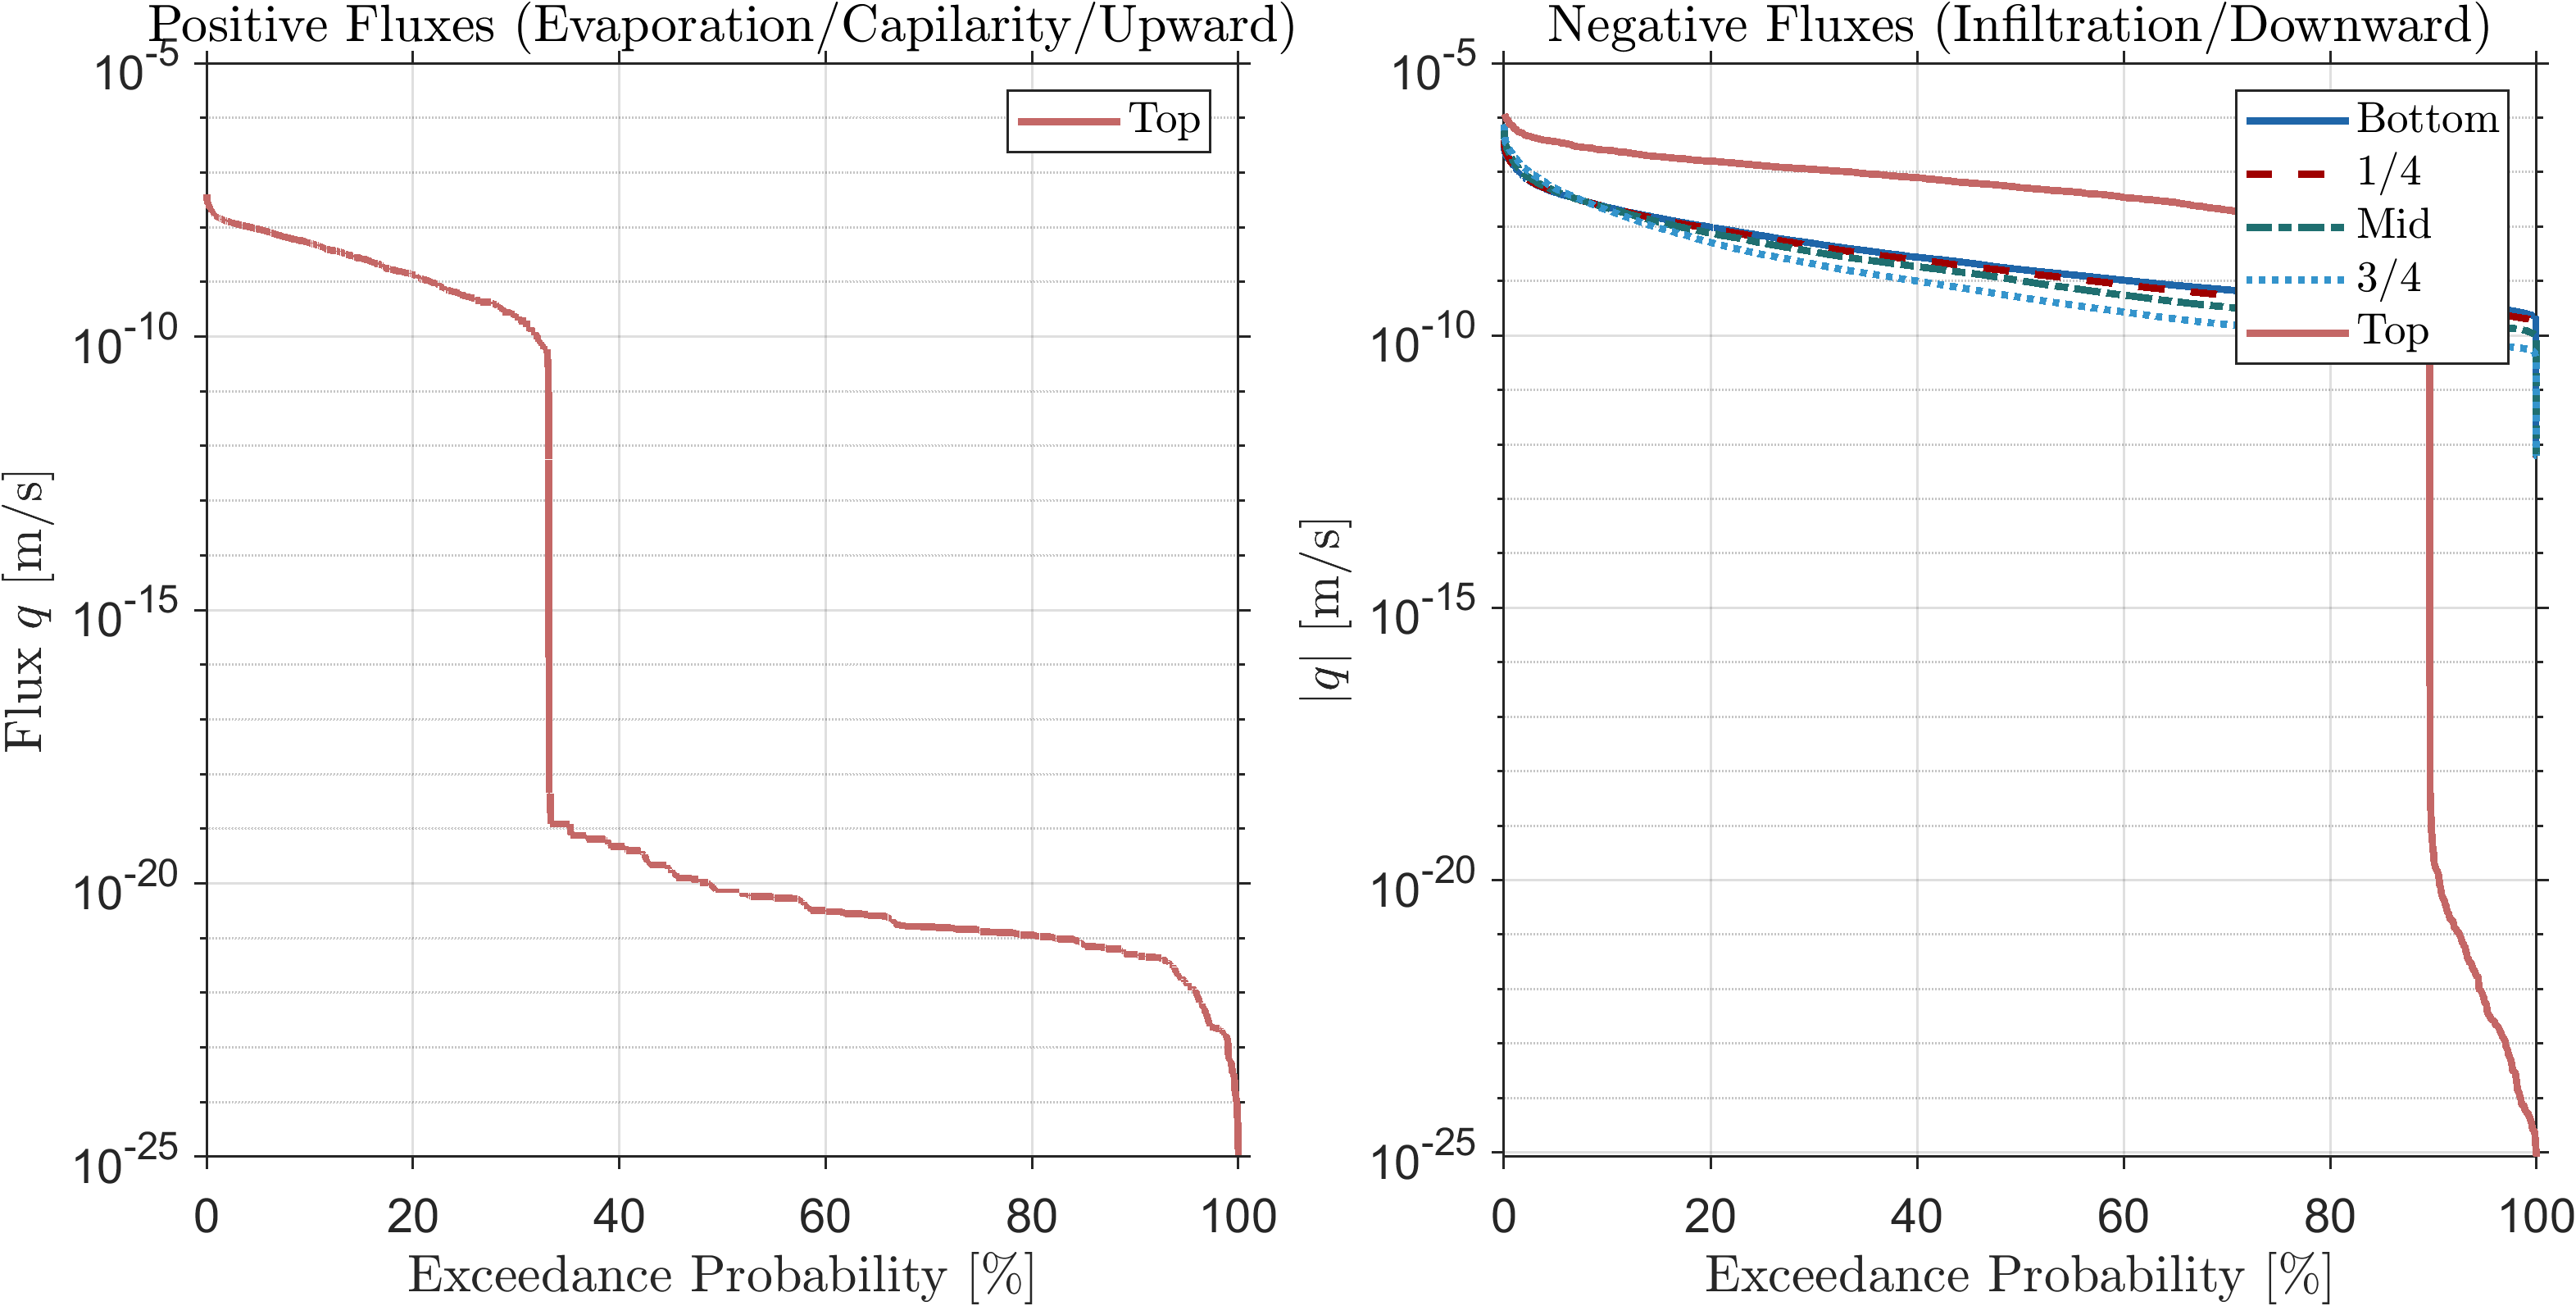 Positive Fluxes (Evaporation/Capilarity/Upward)
10^-5
10^-10
10^-15
10^-20
10^-25
Flux q [m/s]
Top
0 20 40 60 80 100
Exceedance Probability [%]
Negative Fluxes (Infiltration/Downward)
10^-5
10^-10
10^-15
10^-20
10^-25
|q| [m/s]
Bottom
1/4
Mid
3/4
Top
0 20 40 60 80 100
Exceedance Probability [%]